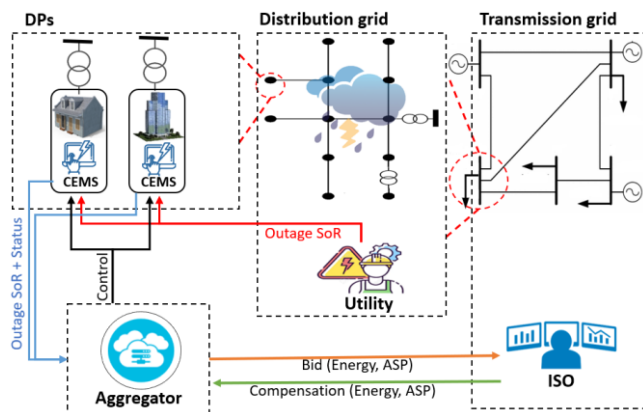 DPs
Distribution grid
Transmission grid
CEMS
CEMS
Outage SoR
Outage SoR + Status
Control
Utility
Aggregator
Bid (Energy, ASP)
Compensation (Energy, ASP)
ISO